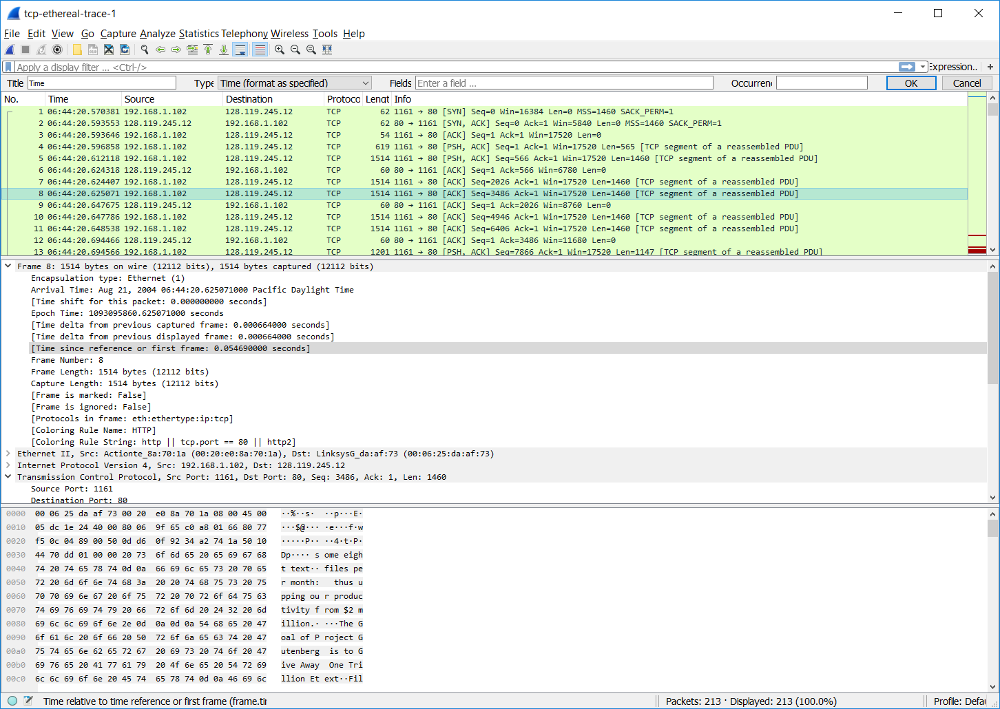 tcp-ethereal-trace-1
File Edit View Go Capture Analyze Statistics Telephony Wireless Tools Help
Apply a display filter ... <Ctrl-/> Expression... +
Title Time Type Time (format as specified) Fields Enter a field ... Occurrenc OK Cancel
No. Time Source Destination Protoco Lengt Info
1 06:44:20.570381 192.168.1.102 128.119.245.12 TCP 62 1161 → 80 [SYN] Seq=0 Win=16384 Len=0 MSS=1460 SACK_PERM=1
2 06:44:20.593553 128.119.245.12 192.168.1.102 TCP 62 80 → 1161 [SYN, ACK] Seq=0 Ack=1 Win=5840 Len=0 MSS=1460 SACK_PERM=1
3 06:44:20.593646 192.168.1.102 128.119.245.12 TCP 54 1161 → 80 [ACK] Seq=1 Ack=1 Win=17520 Len=0
4 06:44:20.596858 192.168.1.102 128.119.245.12 TCP 619 1161 → 80 [PSH, ACK] Seq=1 Ack=1 Win=17520 Len=565 [TCP segment of a reassembled PDU]
5 06:44:20.612118 192.168.1.102 128.119.245.12 TCP 1514 1161 → 80 [PSH, ACK] Seq=566 Ack=1 Win=17520 Len=1460 [TCP segment of a reassembled PDU]
6 06:44:20.624318 128.119.245.12 192.168.1.102 TCP 60 80 → 1161 [ACK] Seq=1 Ack=566 Win=6780 Len=0
7 06:44:20.624407 192.168.1.102 128.119.245.12 TCP 1514 1161 → 80 [ACK] Seq=2026 Ack=1 Win=17520 Len=1460 [TCP segment of a reassembled PDU]
8 06:44:20.625071 192.168.1.102 128.119.245.12 TCP 1514 1161 → 80 [ACK] Seq=3486 Ack=1 Win=17520 Len=1460 [TCP segment of a reassembled PDU]
9 06:44:20.647675 128.119.245.12 192.168.1.102 TCP 60 80 → 1161 [ACK] Seq=1 Ack=2026 Win=8760 Len=0
10 06:44:20.647786 192.168.1.102 128.119.245.12 TCP 1514 1161 → 80 [ACK] Seq=4946 Ack=1 Win=17520 Len=1460 [TCP segment of a reassembled PDU]
11 06:44:20.648538 192.168.1.102 128.119.245.12 TCP 1514 1161 → 80 [ACK] Seq=6406 Ack=1 Win=17520 Len=1460 [TCP segment of a reassembled PDU]
12 06:44:20.694466 128.119.245.12 192.168.1.102 TCP 60 80 → 1161 [ACK] Seq=1 Ack=3486 Win=11680 Len=0
13 06:44:20.694566 192.168.1.102 128.119.245.12 TCP 1201 1161 → 80 [PSH, ACK] Seq=7866 Ack=1 Win=17520 Len=1147 [TCP segment of a reassembled PDU]
Frame 8: 1514 bytes on wire (12112 bits), 1514 bytes captured (12112 bits)
Encapsulation type: Ethernet (1)
Arrival Time: Aug 21, 2004 06:44:20.625071000 Pacific Daylight Time
[Time shift for this packet: 0.000000000 seconds]
Epoch Time: 1093095860.625071000 seconds
[Time delta from previous captured frame: 0.000664000 seconds]
[Time delta from previous displayed frame: 0.000664000 seconds]
[Time since reference or first frame: 0.054690000 seconds]
Frame Number: 8
Frame Length: 1514 bytes (12112 bits)
Capture Length: 1514 bytes (12112 bits)
[Frame is marked: False]
[Frame is ignored: False]
[Protocols in frame: eth:ethertype:ip:tcp]
[Coloring Rule Name: HTTP]
[Coloring Rule String: http || tcp.port == 80 || http2]
Ethernet II, Src: Actionte_8a:70:1a (00:20:e0:8a:70:1a), Dst: LinksysG_da:af:73 (00:06:25:da:af:73)
Internet Protocol Version 4, Src: 192.168.1.102, Dst: 128.119.245.12
Transmission Control Protocol, Src Port: 1161, Dst Port: 80, Seq: 3486, Ack: 1, Len: 1460
Source Port: 1161
Destination Port: 80
0000 00 06 25 da af 73 00 20 e0 8a 70 1a 08 00 45 00 ··%··s· ··p···E·
0010 05 dc 1e 24 40 00 80 06 9f 65 c0 a8 01 66 80 77 ···$@··· ·e···f·w
0020 f5 0c 04 89 00 50 0d d6 0f 92 34 a2 74 1a 50 10 ·····P·· ··4·t·P·
0030 44 70 dd 01 00 00 20 73 6f 6d 65 20 65 69 67 68 Dp···· s ome eigh
0040 74 20 74 65 78 74 0d 0a 66 69 6c 65 73 20 70 65 t text·· files pe
0050 72 20 6d 6f 6e 74 68 3a 20 20 74 68 75 73 20 75 r month: thus u
0060 70 70 69 6e 67 20 6f 75 72 20 70 72 6f 64 75 63 pping ou r produc
0070 74 69 76 69 74 79 20 66 72 6f 6d 20 24 32 20 6d tivity f rom $2 m
0080 69 6c 6c 69 6f 6e 2e 0d 0a 0d 0a 54 68 65 20 47 illion.· ···The G
0090 6f 61 6c 20 6f 66 20 50 72 6f 6a 65 63 74 20 47 oal of P roject G
00a0 75 74 65 6e 62 65 72 67 20 69 73 20 74 6f 20 47 utenberg is to G
00b0 69 76 65 20 41 77 61 79 20 4f 6e 65 20 54 72 69 ive Away One Tri
00c0 6c 6c 69 6f 6e 20 45 74 65 78 74 0d 0a 46 69 6c llion Et ext··Fil
Time relative to time reference or first frame (frame.tir Packets: 213 · Displayed: 213 (100.0%) Profile: Defau